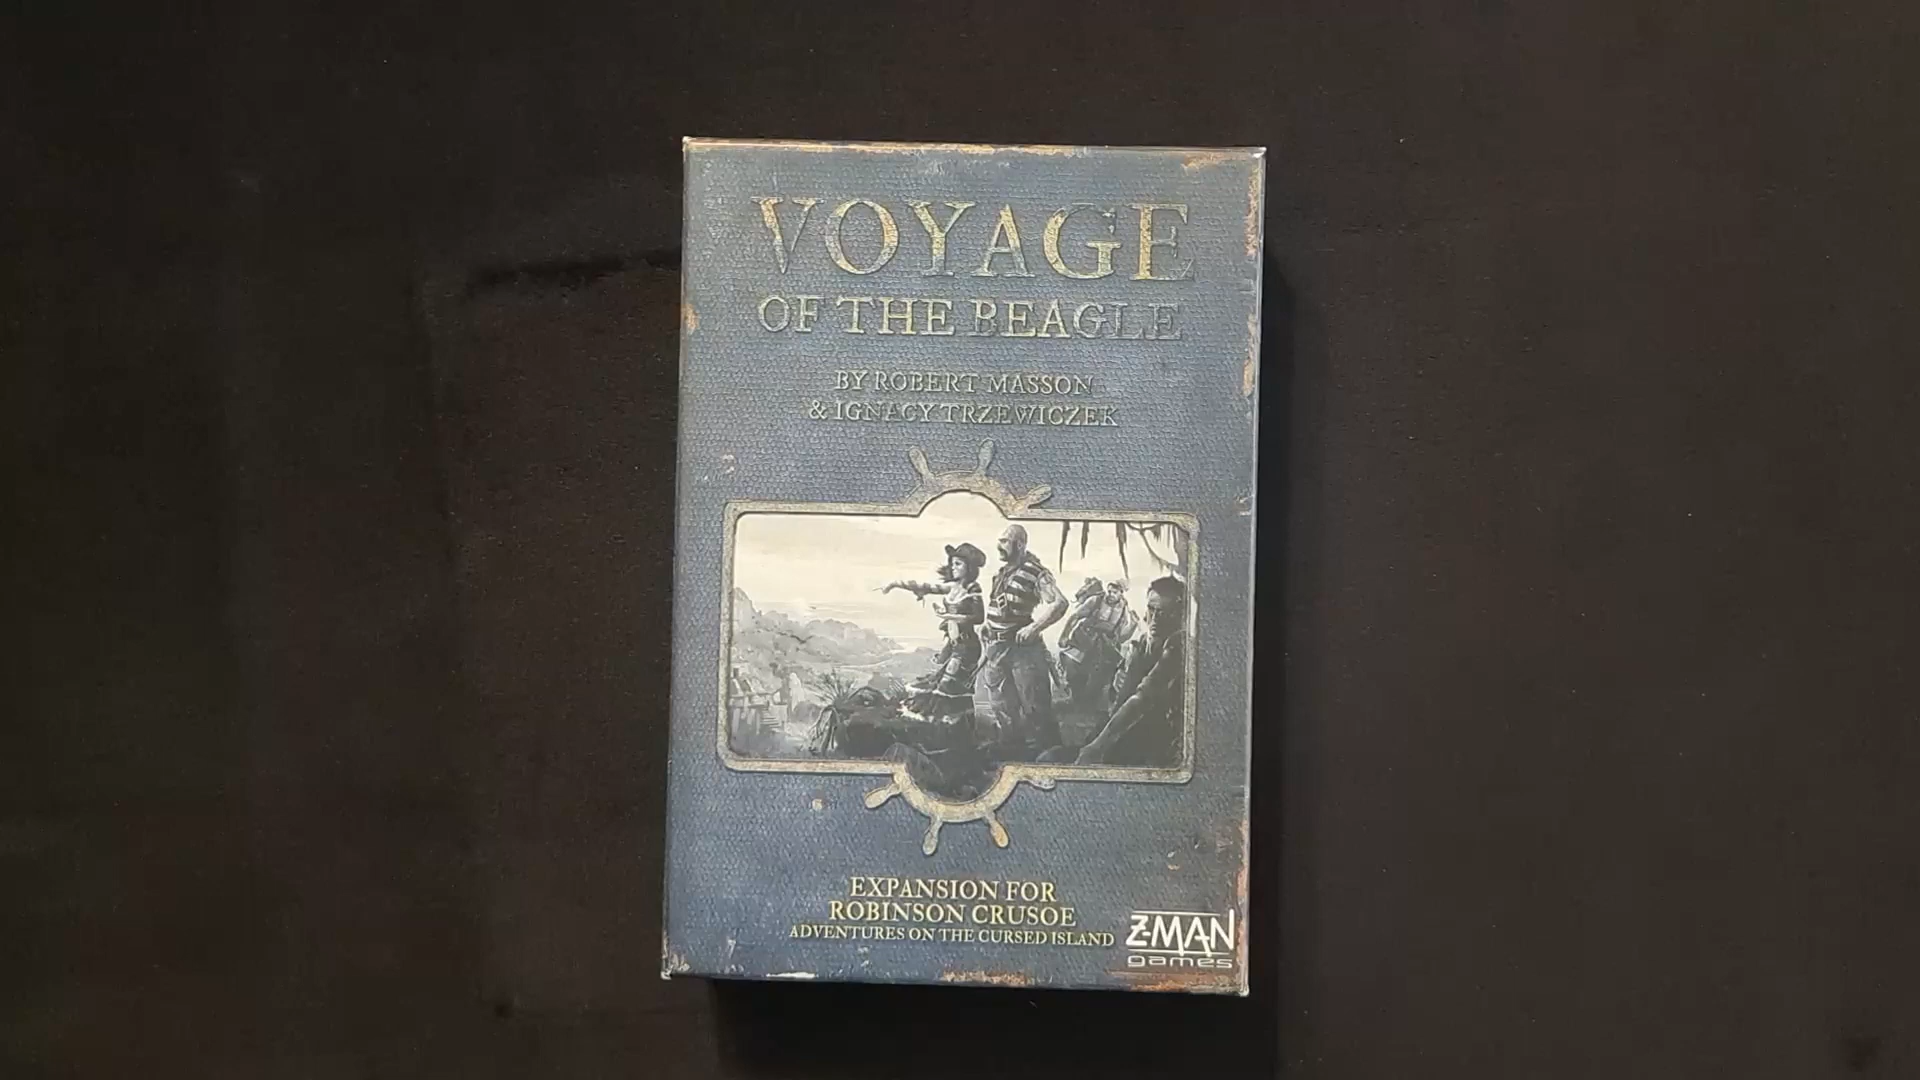 VOYAGE
OF THE BEAGLE
BY ROBERT MASSON
& IGNACY TRZEWICZEK
EXPANSION FOR
ROBINSON CRUSOE
ADVENTURES ON THE CURSED ISLAND
Z-MAN
games